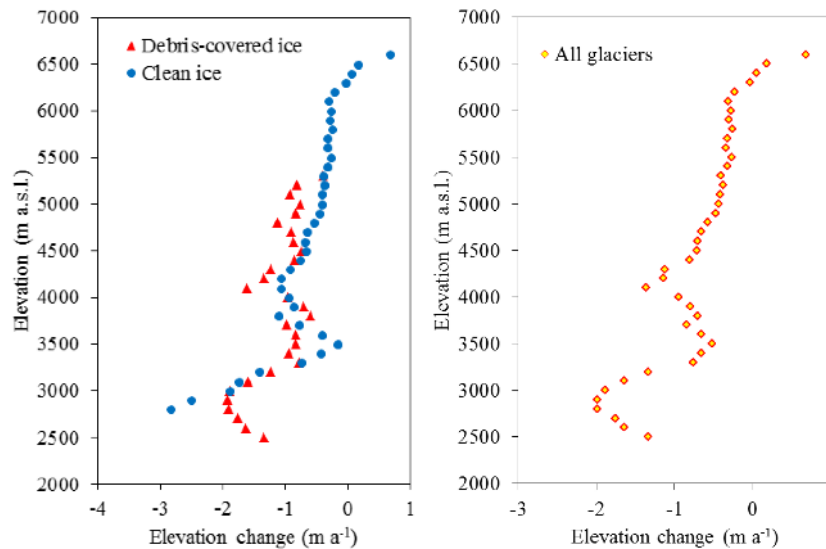 Debris-covered ice
Clean ice
Elevation (m a.s.l.)
7000
6500
6000
5500
5000
4500
4000
3500
3000
2500
2000
-4 -3 -2 -1 0 1
Elevation change (m a⁻¹)
All glaciers
Elevation (m a.s.l.)
7000
6500
6000
5500
5000
4500
4000
3500
3000
2500
2000
-3 -2 -1 0
Elevation change (m a⁻¹)